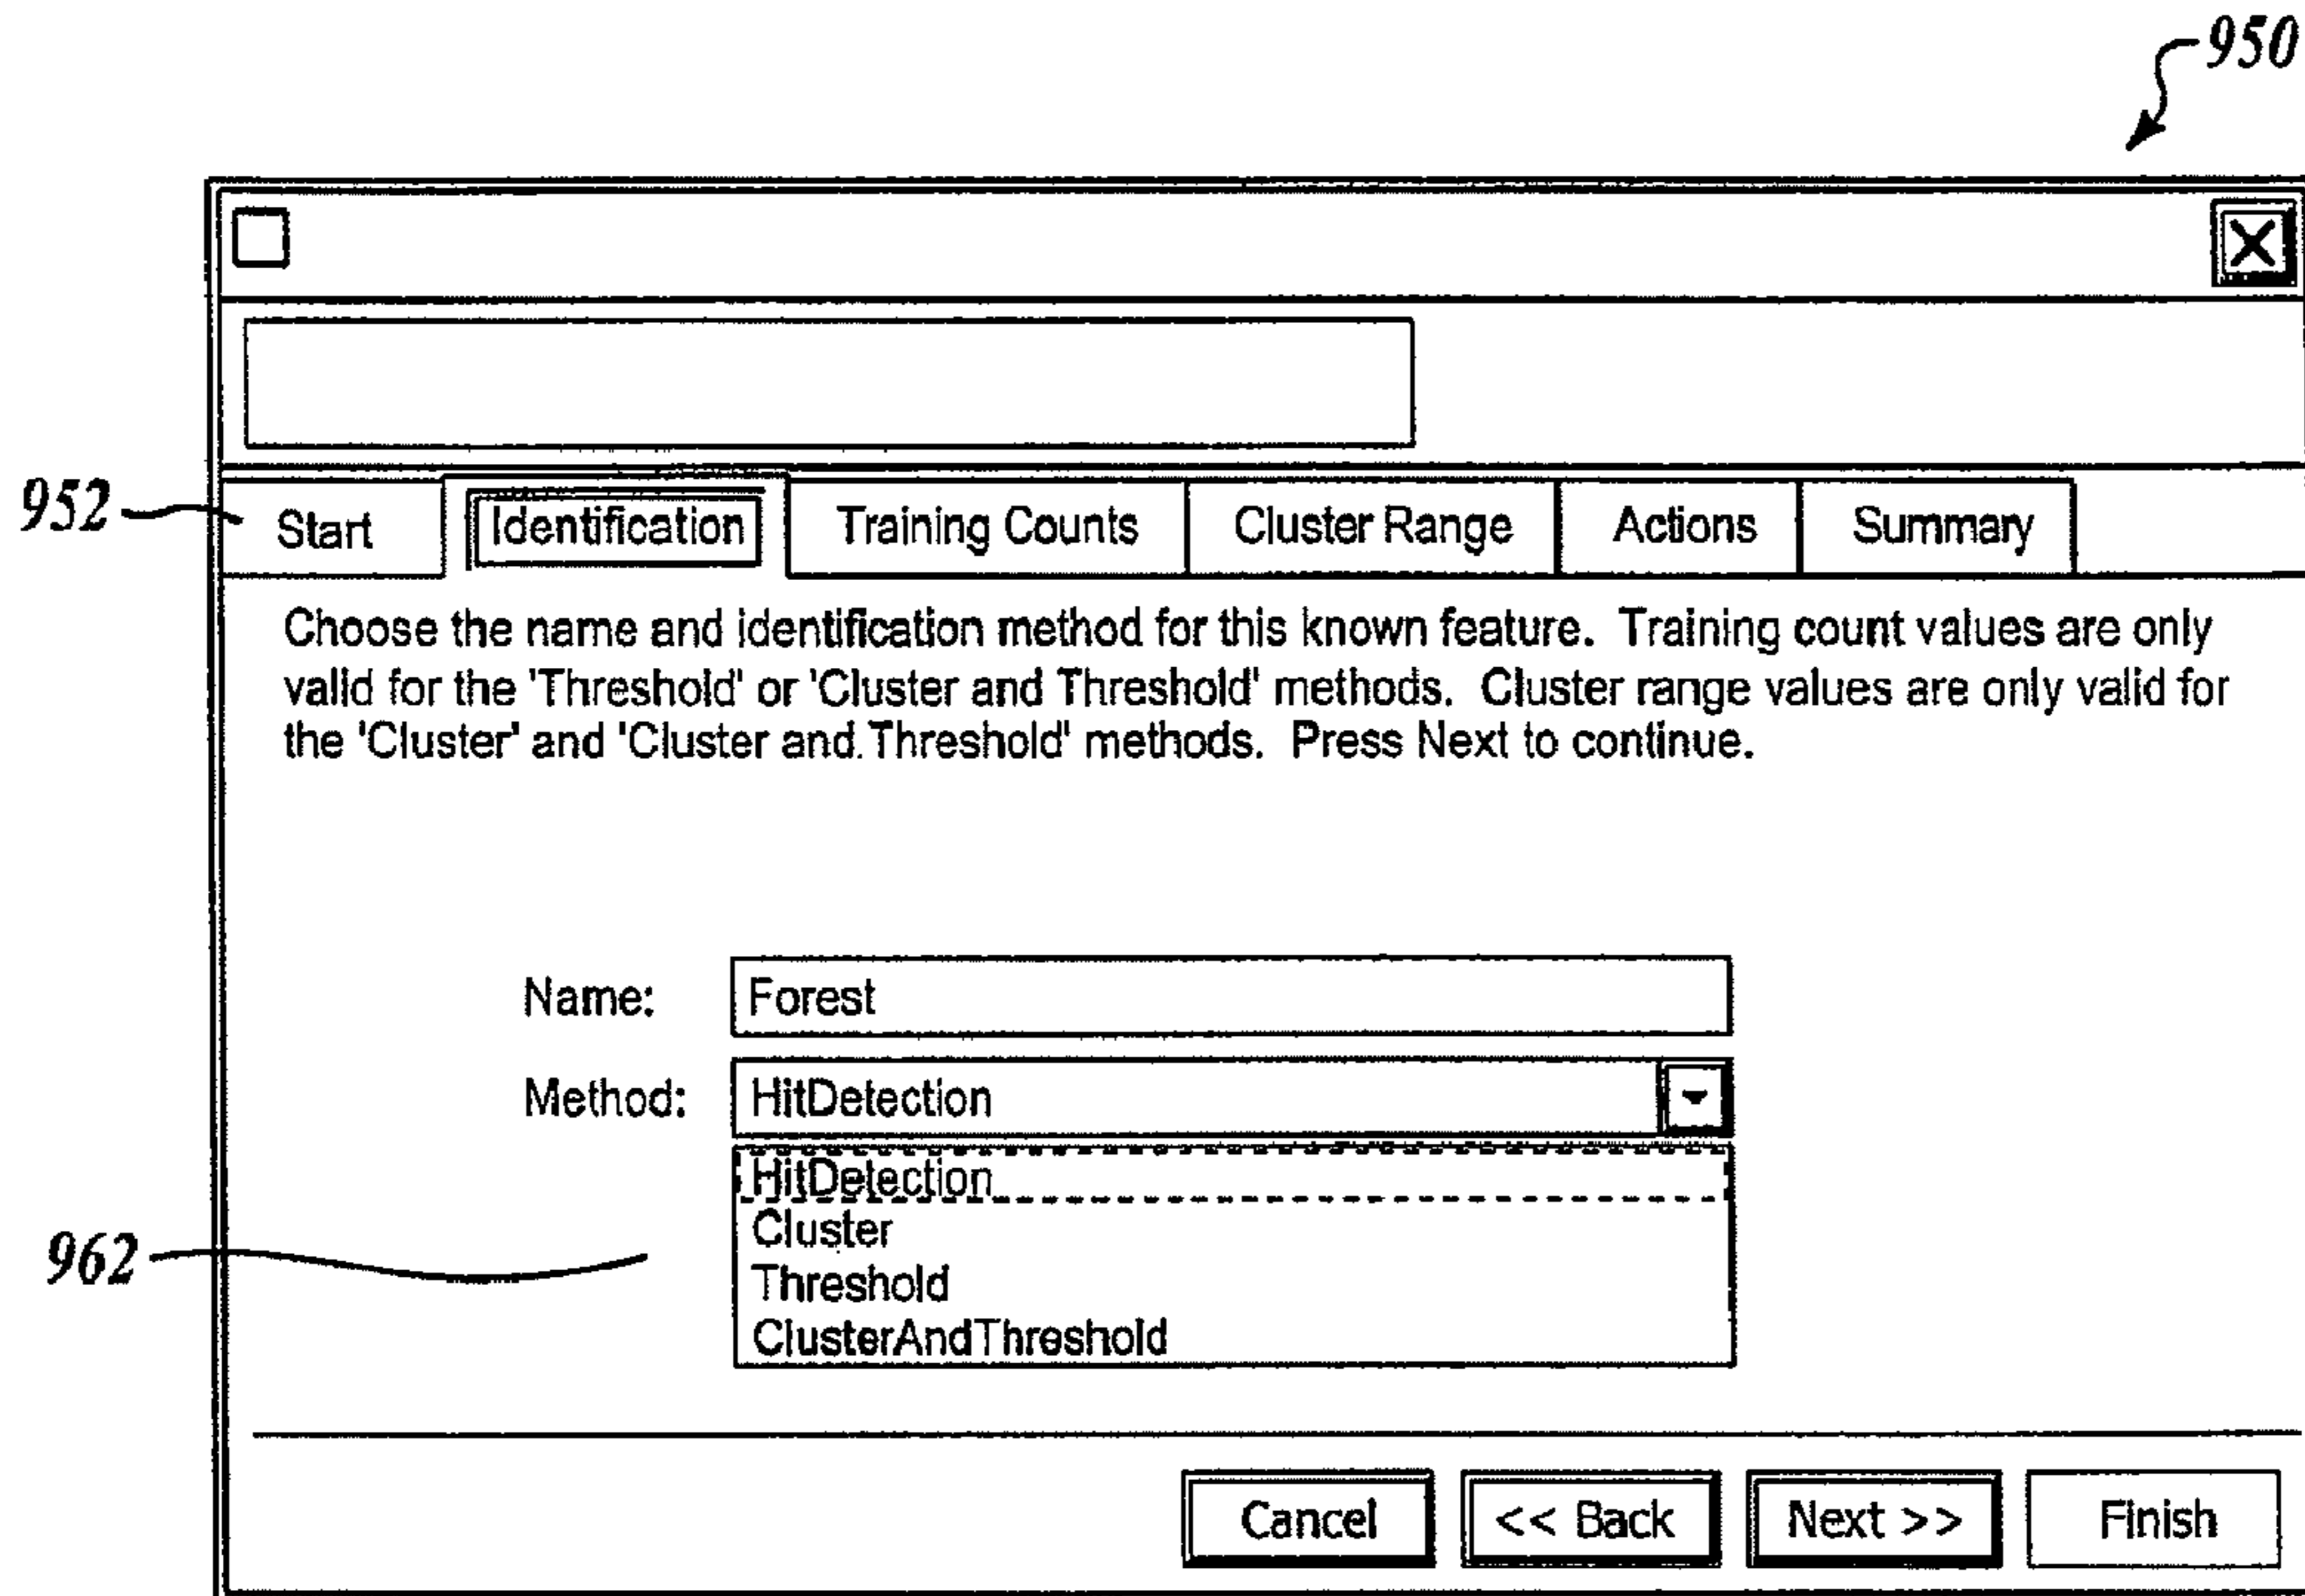 950
952
Start Identification Training Counts Cluster Range Actions Summary
Choose the name and identification method for this known feature. Training count values are only
valid for the 'Threshold' or 'Cluster and Threshold' methods. Cluster range values are only valid for
the 'Cluster' and 'Cluster and Threshold' methods. Press Next to continue.
Name: Forest
Method: HitDetection
HitDetection
Cluster
962
Threshold
ClusterAndThreshold
Cancel << Back Next >> Finish